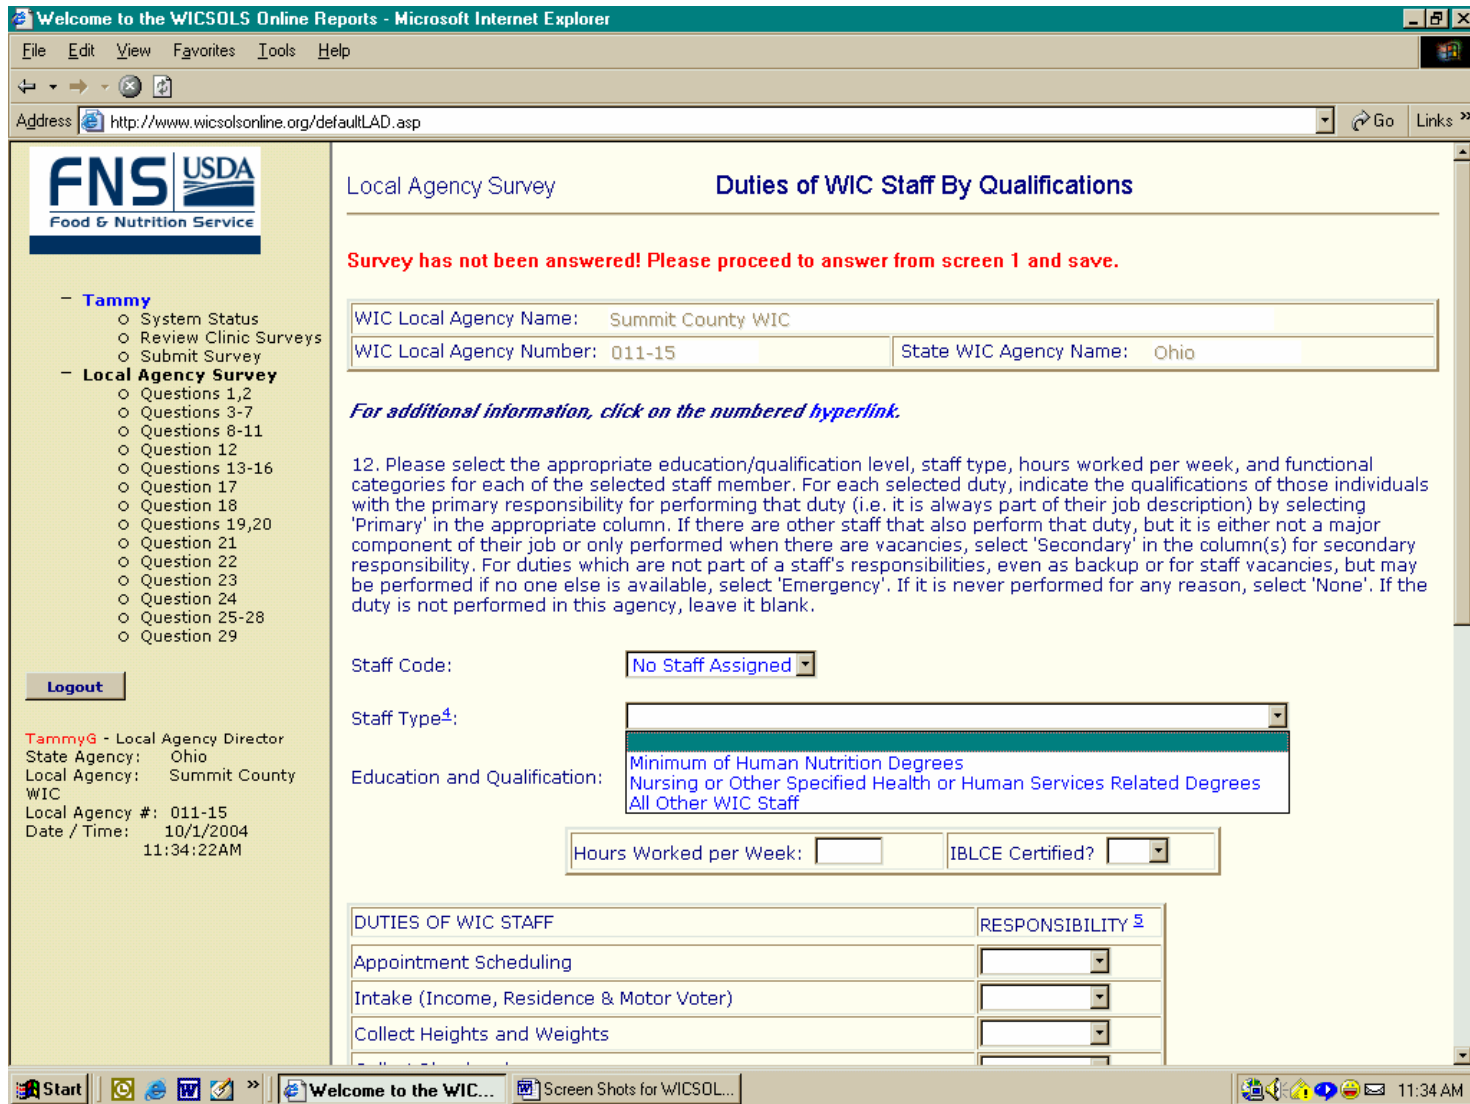 Welcome to the WICSOLS Online Reports - Microsoft Internet Explorer
File Edit View Favorites Tools Help
Address http://www.wicsolsonline.org/defaultLAD.asp Go Links »
FNS USDA
Food & Nutrition Service
Tammy
System Status
Review Clinic Surveys
Submit Survey
Local Agency Survey
Questions 1,2
Questions 3-7
Questions 8-11
Question 12
Questions 13-16
Question 17
Question 18
Questions 19,20
Question 21
Question 22
Question 23
Question 24
Question 25-28
Question 29
Logout
TammyG - Local Agency Director
State Agency: Ohio
Local Agency: Summit County
WIC
Local Agency #: 011-15
Date / Time: 10/1/2004
11:34:22AM
Local Agency Survey Duties of WIC Staff By Qualifications
Survey has not been answered! Please proceed to answer from screen 1 and save.
WIC Local Agency Name: Summit County WIC
WIC Local Agency Number: 011-15 State WIC Agency Name: Ohio
For additional information, click on the numbered hyperlink.
12. Please select the appropriate education/qualification level, staff type, hours worked per week, and functional
categories for each of the selected staff member. For each selected duty, indicate the qualifications of those individuals
with the primary responsibility for performing that duty (i.e. it is always part of their job description) by selecting
'Primary' in the appropriate column. If there are other staff that also perform that duty, but it is either not a major
component of their job or only performed when there are vacancies, select 'Secondary' in the column(s) for secondary
responsibility. For duties which are not part of a staff's responsibilities, even as backup or for staff vacancies, but may
be performed if no one else is available, select 'Emergency'. If it is never performed for any reason, select 'None'. If the
duty is not performed in this agency, leave it blank.
Staff Code: No Staff Assigned
Staff Type4:
Education and Qualification:
Minimum of Human Nutrition Degrees
Nursing or Other Specified Health or Human Services Related Degrees
All Other WIC Staff
Hours Worked per Week: IBLCE Certified?
DUTIES OF WIC STAFF RESPONSIBILITY 5
Appointment Scheduling
Intake (Income, Residence & Motor Voter)
Collect Heights and Weights
Start » Welcome to the WIC... Screen Shots for WICSOL... 11:34 AM